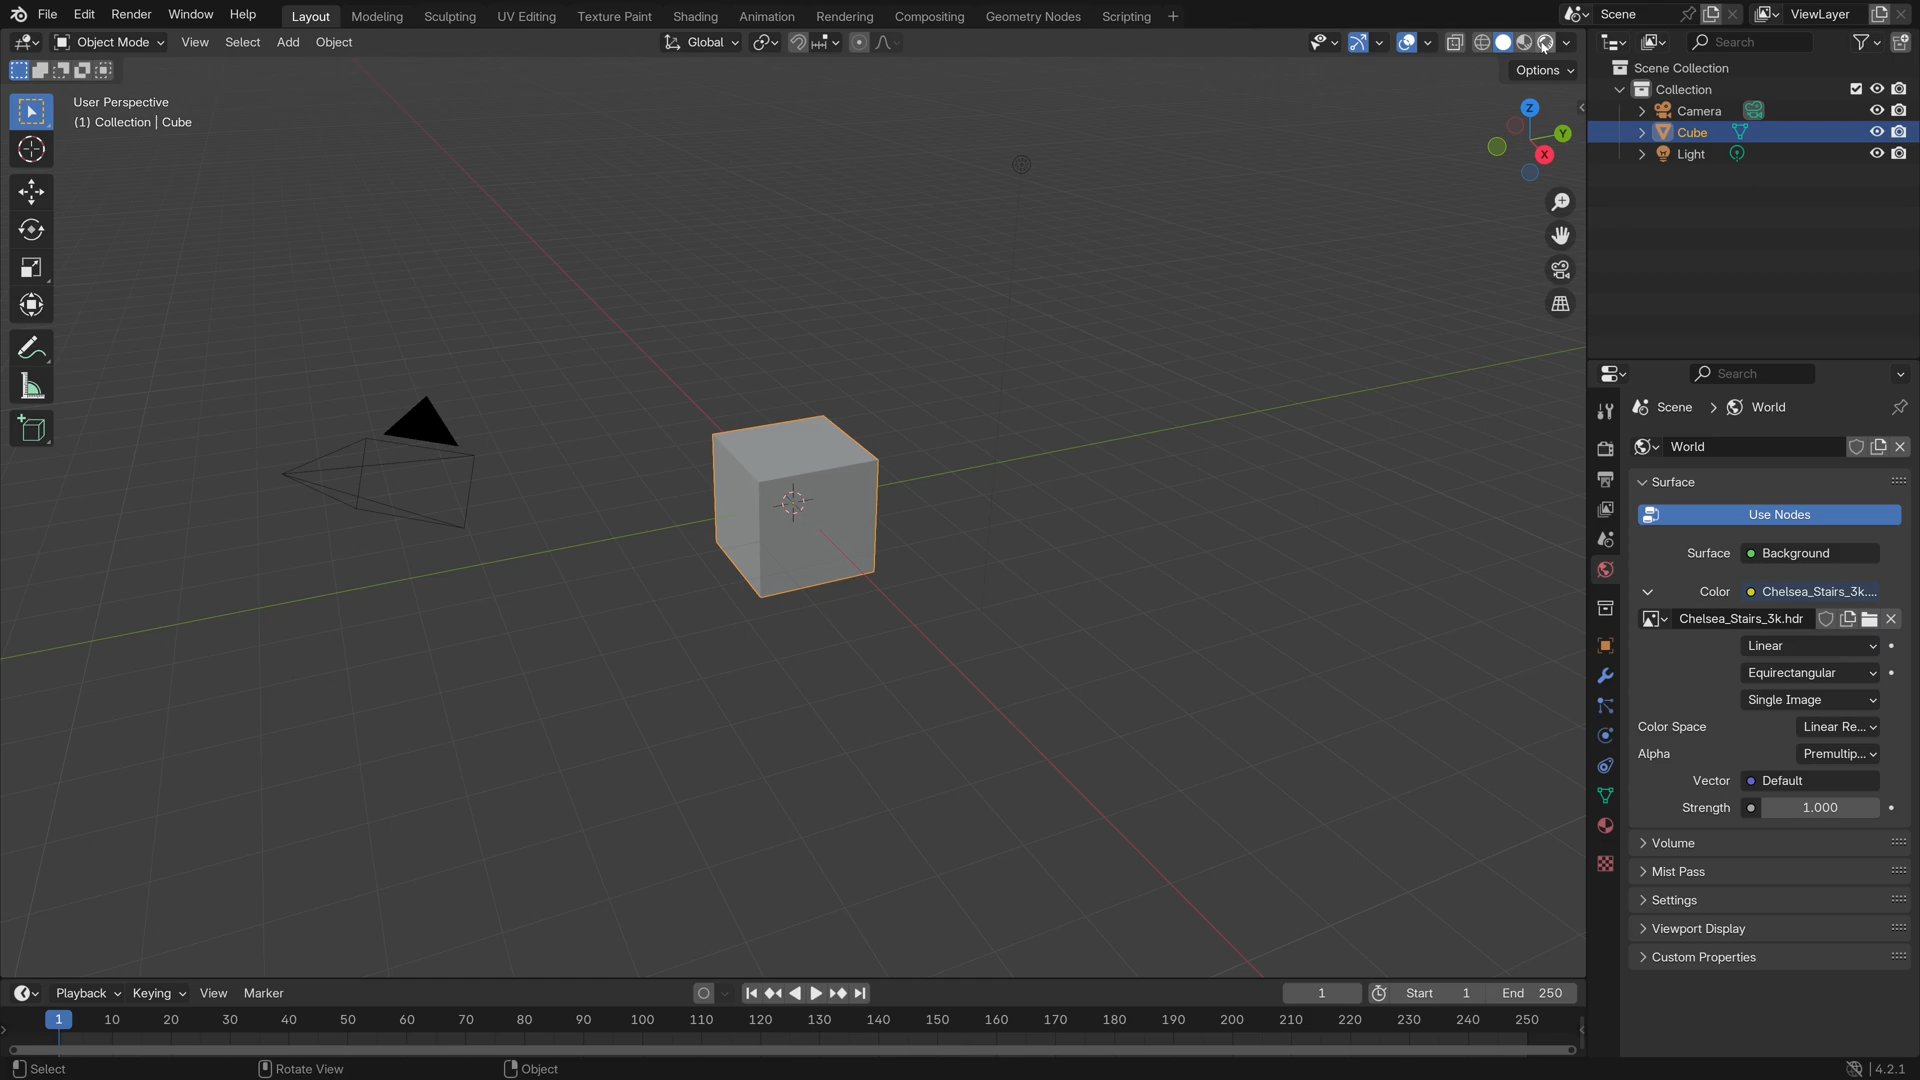 File Edit Render Window Help Layout Modeling Sculpting UV Editing Texture Paint Shading Animation Rendering Compositing Geometry Nodes Scripting + Scene ViewLayer
Object Mode View Select Add Object Global Search
Options
User Perspective
(1) Collection | Cube
Z
Y
X
Scene Collection
Collection
Camera
Cube
Light
Search
Scene World
World
Surface
Use Nodes
Surface Background
Color Chelsea_Stairs_3k....
Chelsea_Stairs_3k.hdr
Linear
Equirectangular
Single Image
Color Space Linear Re...
Alpha Premultip...
Vector Default
Strength 1.000
Volume
Mist Pass
Settings
Viewport Display
Custom Properties
Playback Keying View Marker 1 Start 1 End 250
1 10 20 30 40 50 60 70 80 90 100 110 120 130 140 150 160 170 180 190 200 210 220 230 240 250
Select Rotate View Object 4.2.1